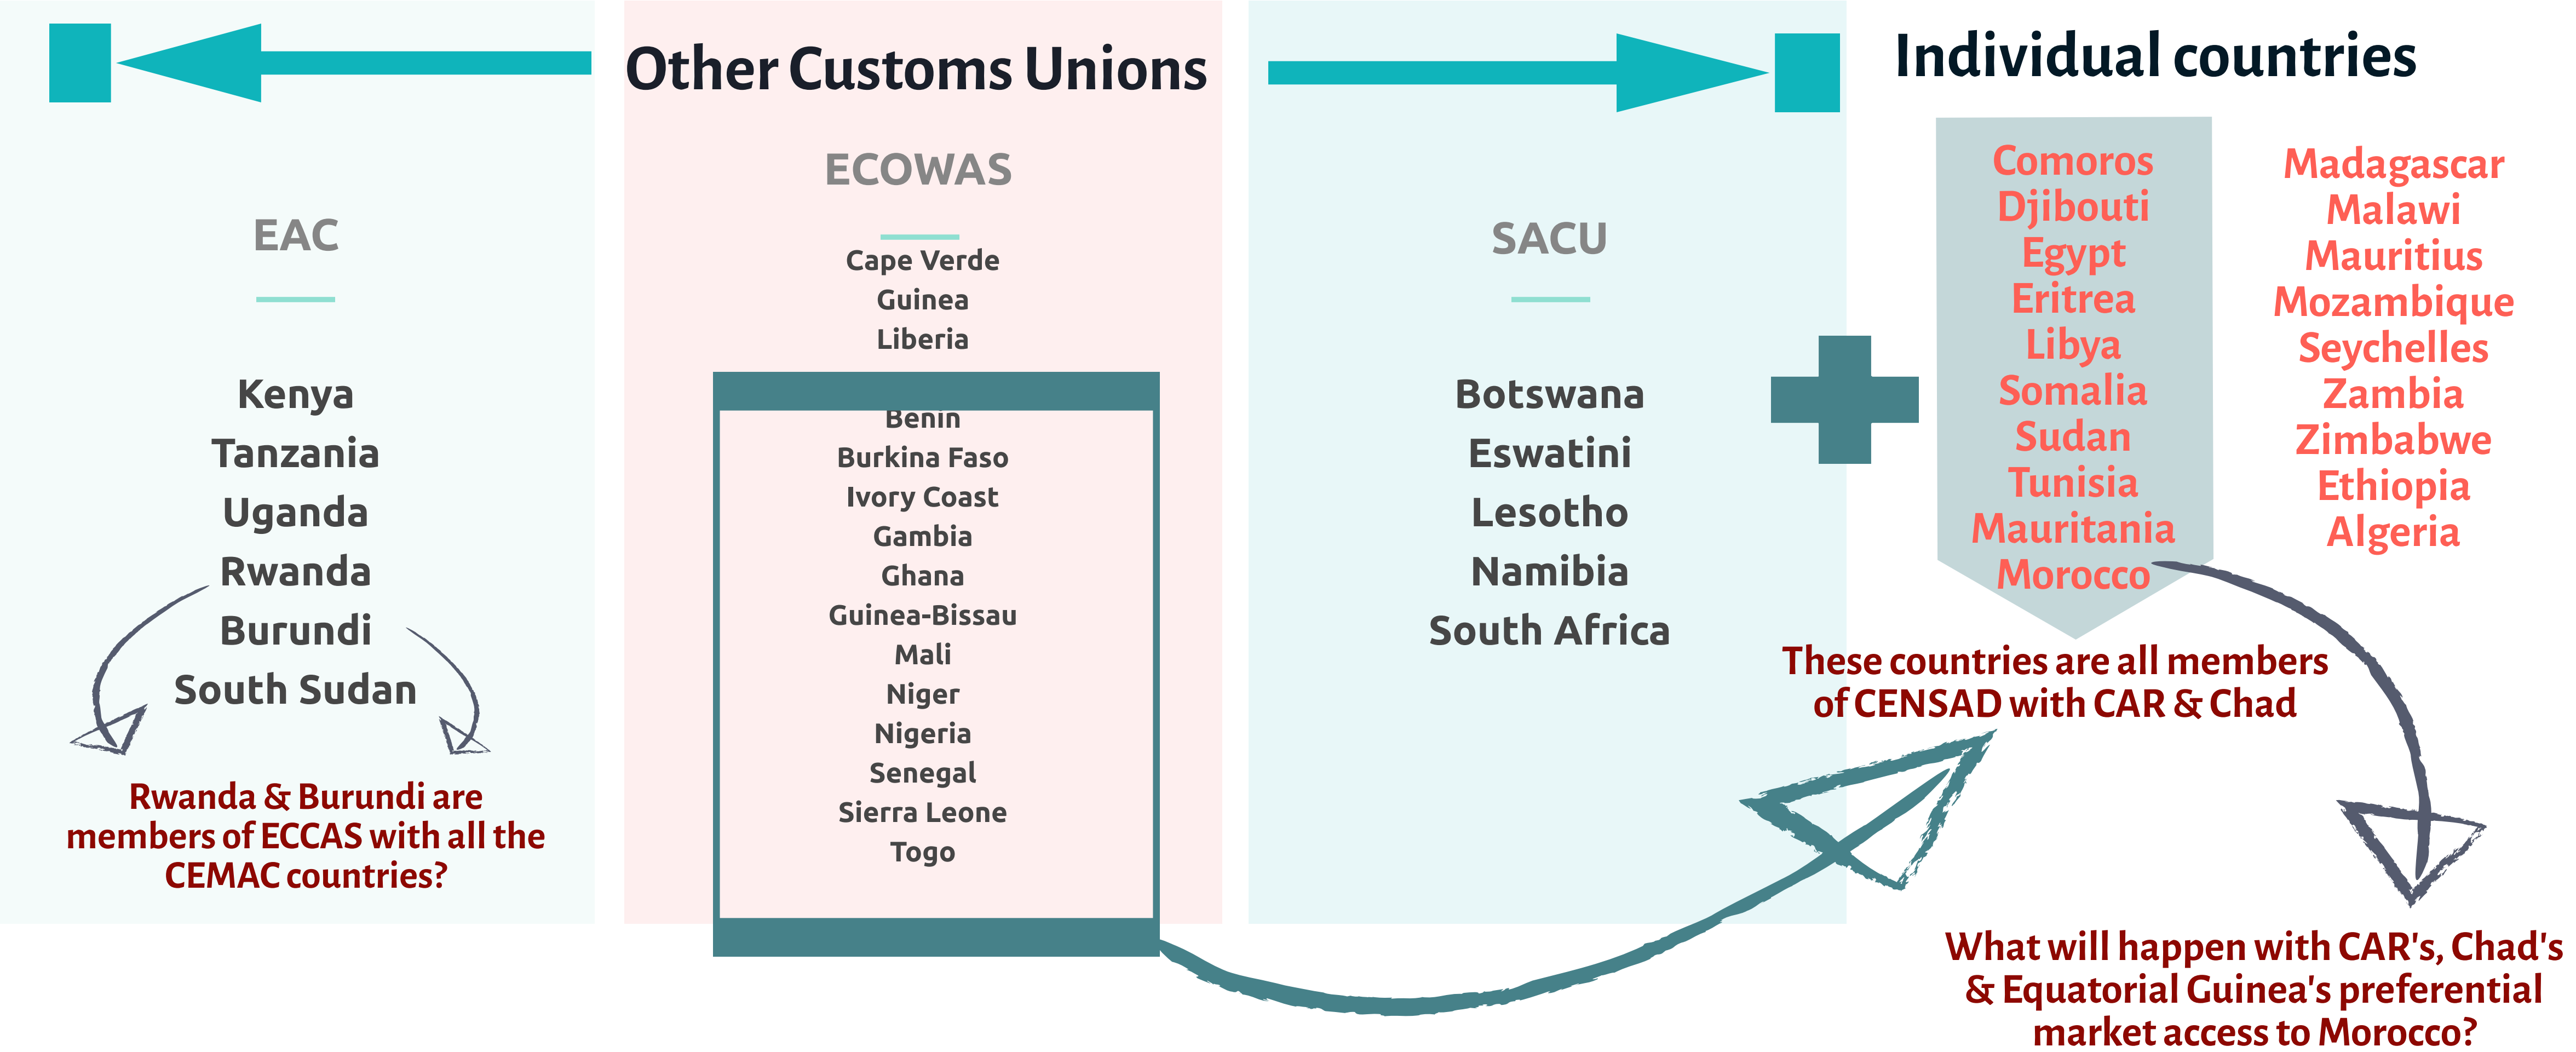 Other Customs Unions
Individual countries
EAC
Kenya
Tanzania
Uganda
Rwanda
Burundi
South Sudan
Rwanda & Burundi are
members of ECCAS with all the
CEMAC countries?
ECOWAS
Cape Verde
Guinea
Liberia
Benin
Burkina Faso
Ivory Coast
Gambia
Ghana
Guinea-Bissau
Mali
Niger
Nigeria
Senegal
Sierra Leone
Togo
SACU
Botswana
Eswatini
Lesotho
Namibia
South Africa
Comoros
Djibouti
Egypt
Eritrea
Libya
Somalia
Sudan
Tunisia
Mauritania
Morocco
Madagascar
Malawi
Mauritius
Mozambique
Seychelles
Zambia
Zimbabwe
Ethiopia
Algeria
These countries are all members
of CENSAD with CAR & Chad
What will happen with CAR's, Chad's
& Equatorial Guinea's preferential
market access to Morocco?